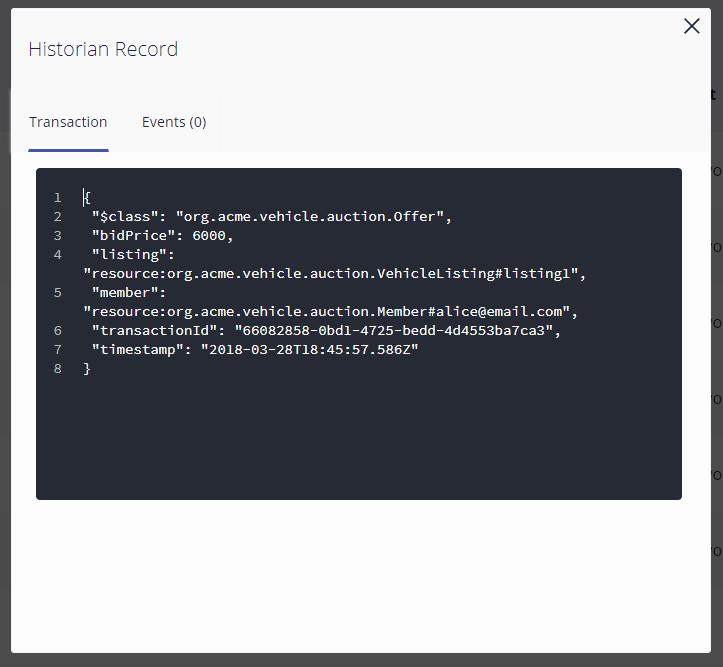 Historian Record
Transaction
Events (0)
1 {
2 "$class": "org.acme.vehicle.auction.Offer",
3 "bidPrice": 6000,
4 "listing":
"resource:org.acme.vehicle.auction.VehicleListing#listing1",
5 "member":
"resource:org.acme.vehicle.auction.Member#alice@email.com",
6 "transactionId": "66082858-0bd1-4725-bedd-4d4553ba7ca3",
7 "timestamp": "2018-03-28T18:45:57.586Z"
8 }